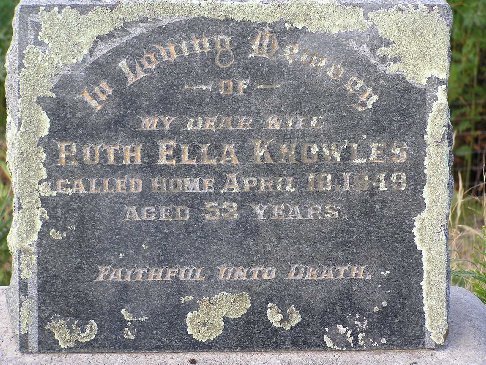 In Loving Memory
— OF —
MY DEAR WIFE
RUTH ELLA KNOWLES
CALLED HOME APRIL 18, 1949
AGED 53 YEARS
FAITHFUL UNTO DEATH.